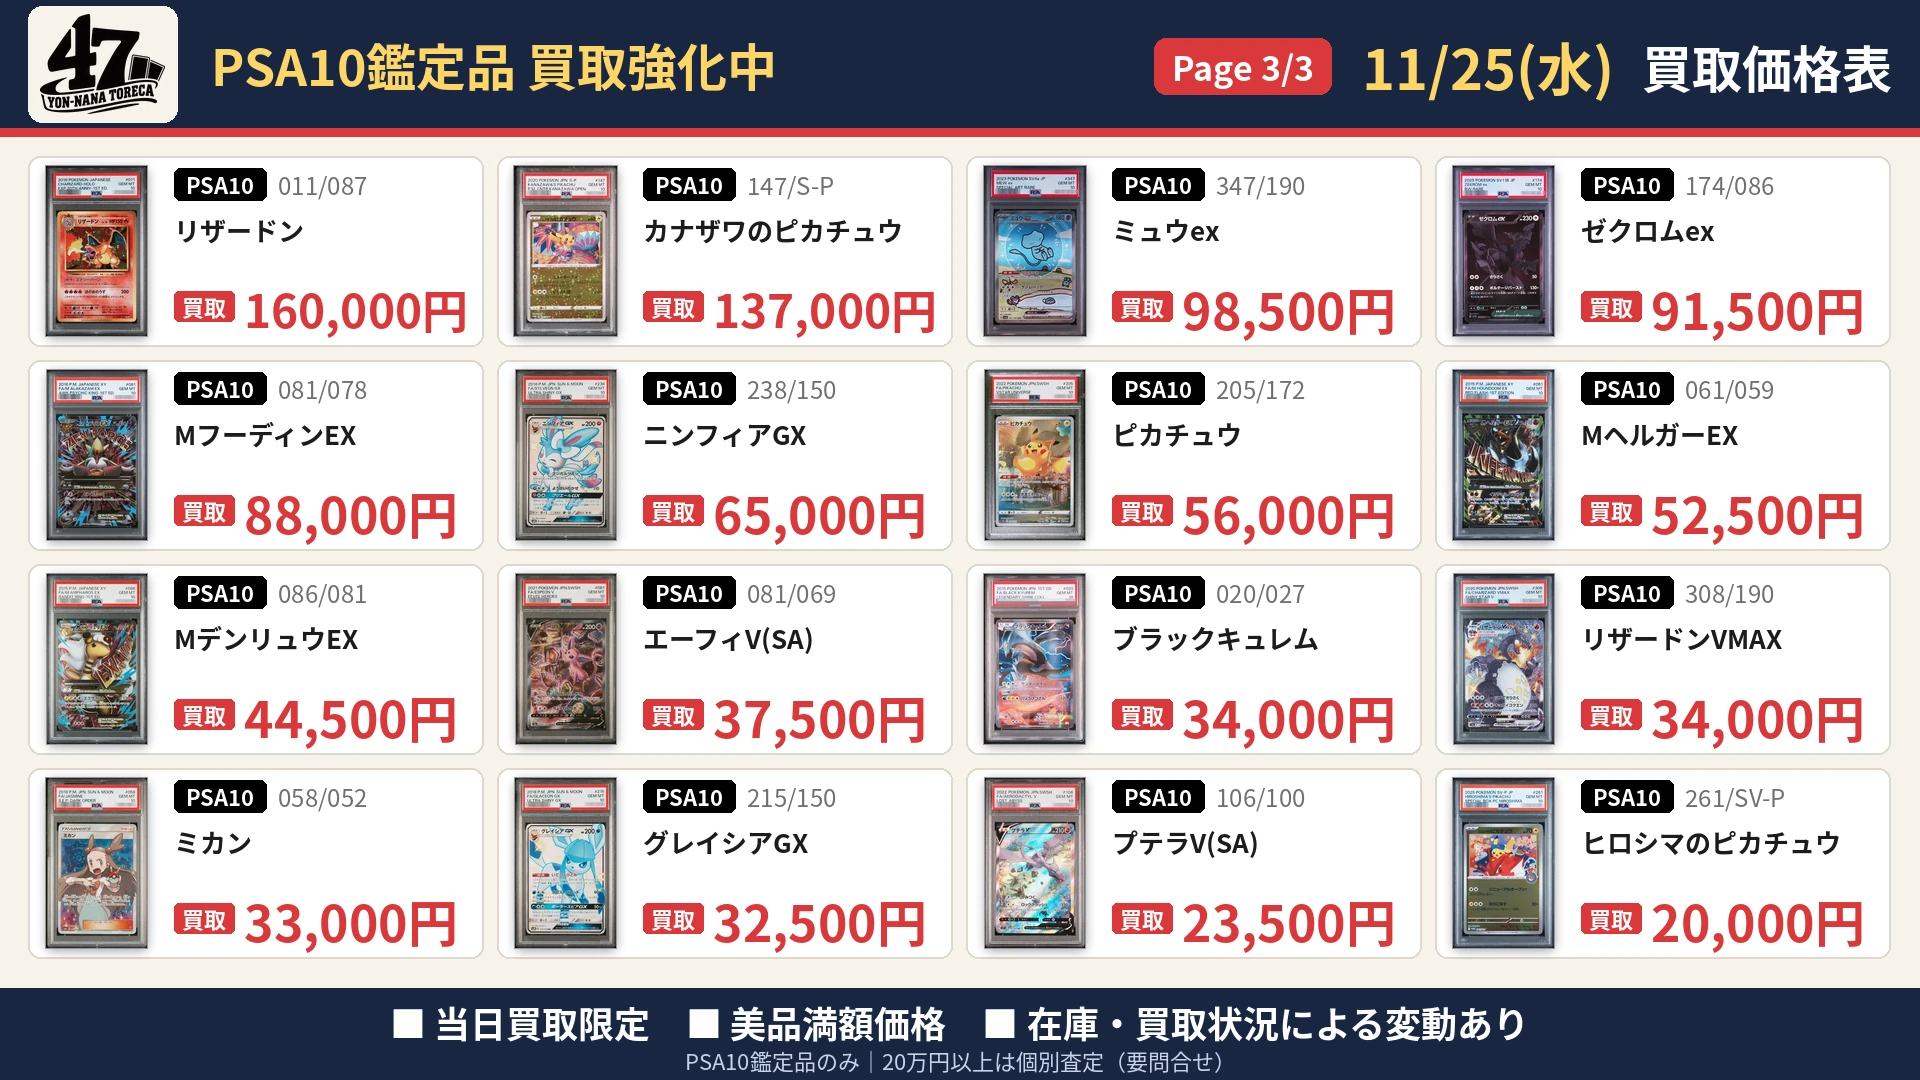 47
YON-NANA TORECA
PSA10鑑定品 買取強化中
Page 3/3
11/25(水) 買取価格表
PSA10 011/087
リザードン
買取 160,000円
PSA10 147/S-P
カナザワのピカチュウ
買取 137,000円
PSA10 347/190
ミュウex
買取 98,500円
PSA10 174/086
ゼクロムex
買取 91,500円
PSA10 081/078
MフーディンEX
買取 88,000円
PSA10 238/150
ニンフィアGX
買取 65,000円
PSA10 205/172
ピカチュウ
買取 56,000円
PSA10 061/059
MヘルガーEX
買取 52,500円
PSA10 086/081
MデンリュウEX
買取 44,500円
PSA10 081/069
エーフィV(SA)
買取 37,500円
PSA10 020/027
ブラックキュレム
買取 34,000円
PSA10 308/190
リザードンVMAX
買取 34,000円
PSA10 058/052
ミカン
買取 33,000円
PSA10 215/150
グレイシアGX
買取 32,500円
PSA10 106/100
プテラV(SA)
買取 23,500円
PSA10 261/SV-P
ヒロシマのピカチュウ
買取 20,000円
■ 当日買取限定 ■ 美品満額価格 ■ 在庫・買取状況による変動あり
PSA10鑑定品のみ｜20万円以上は個別査定（要問合せ）